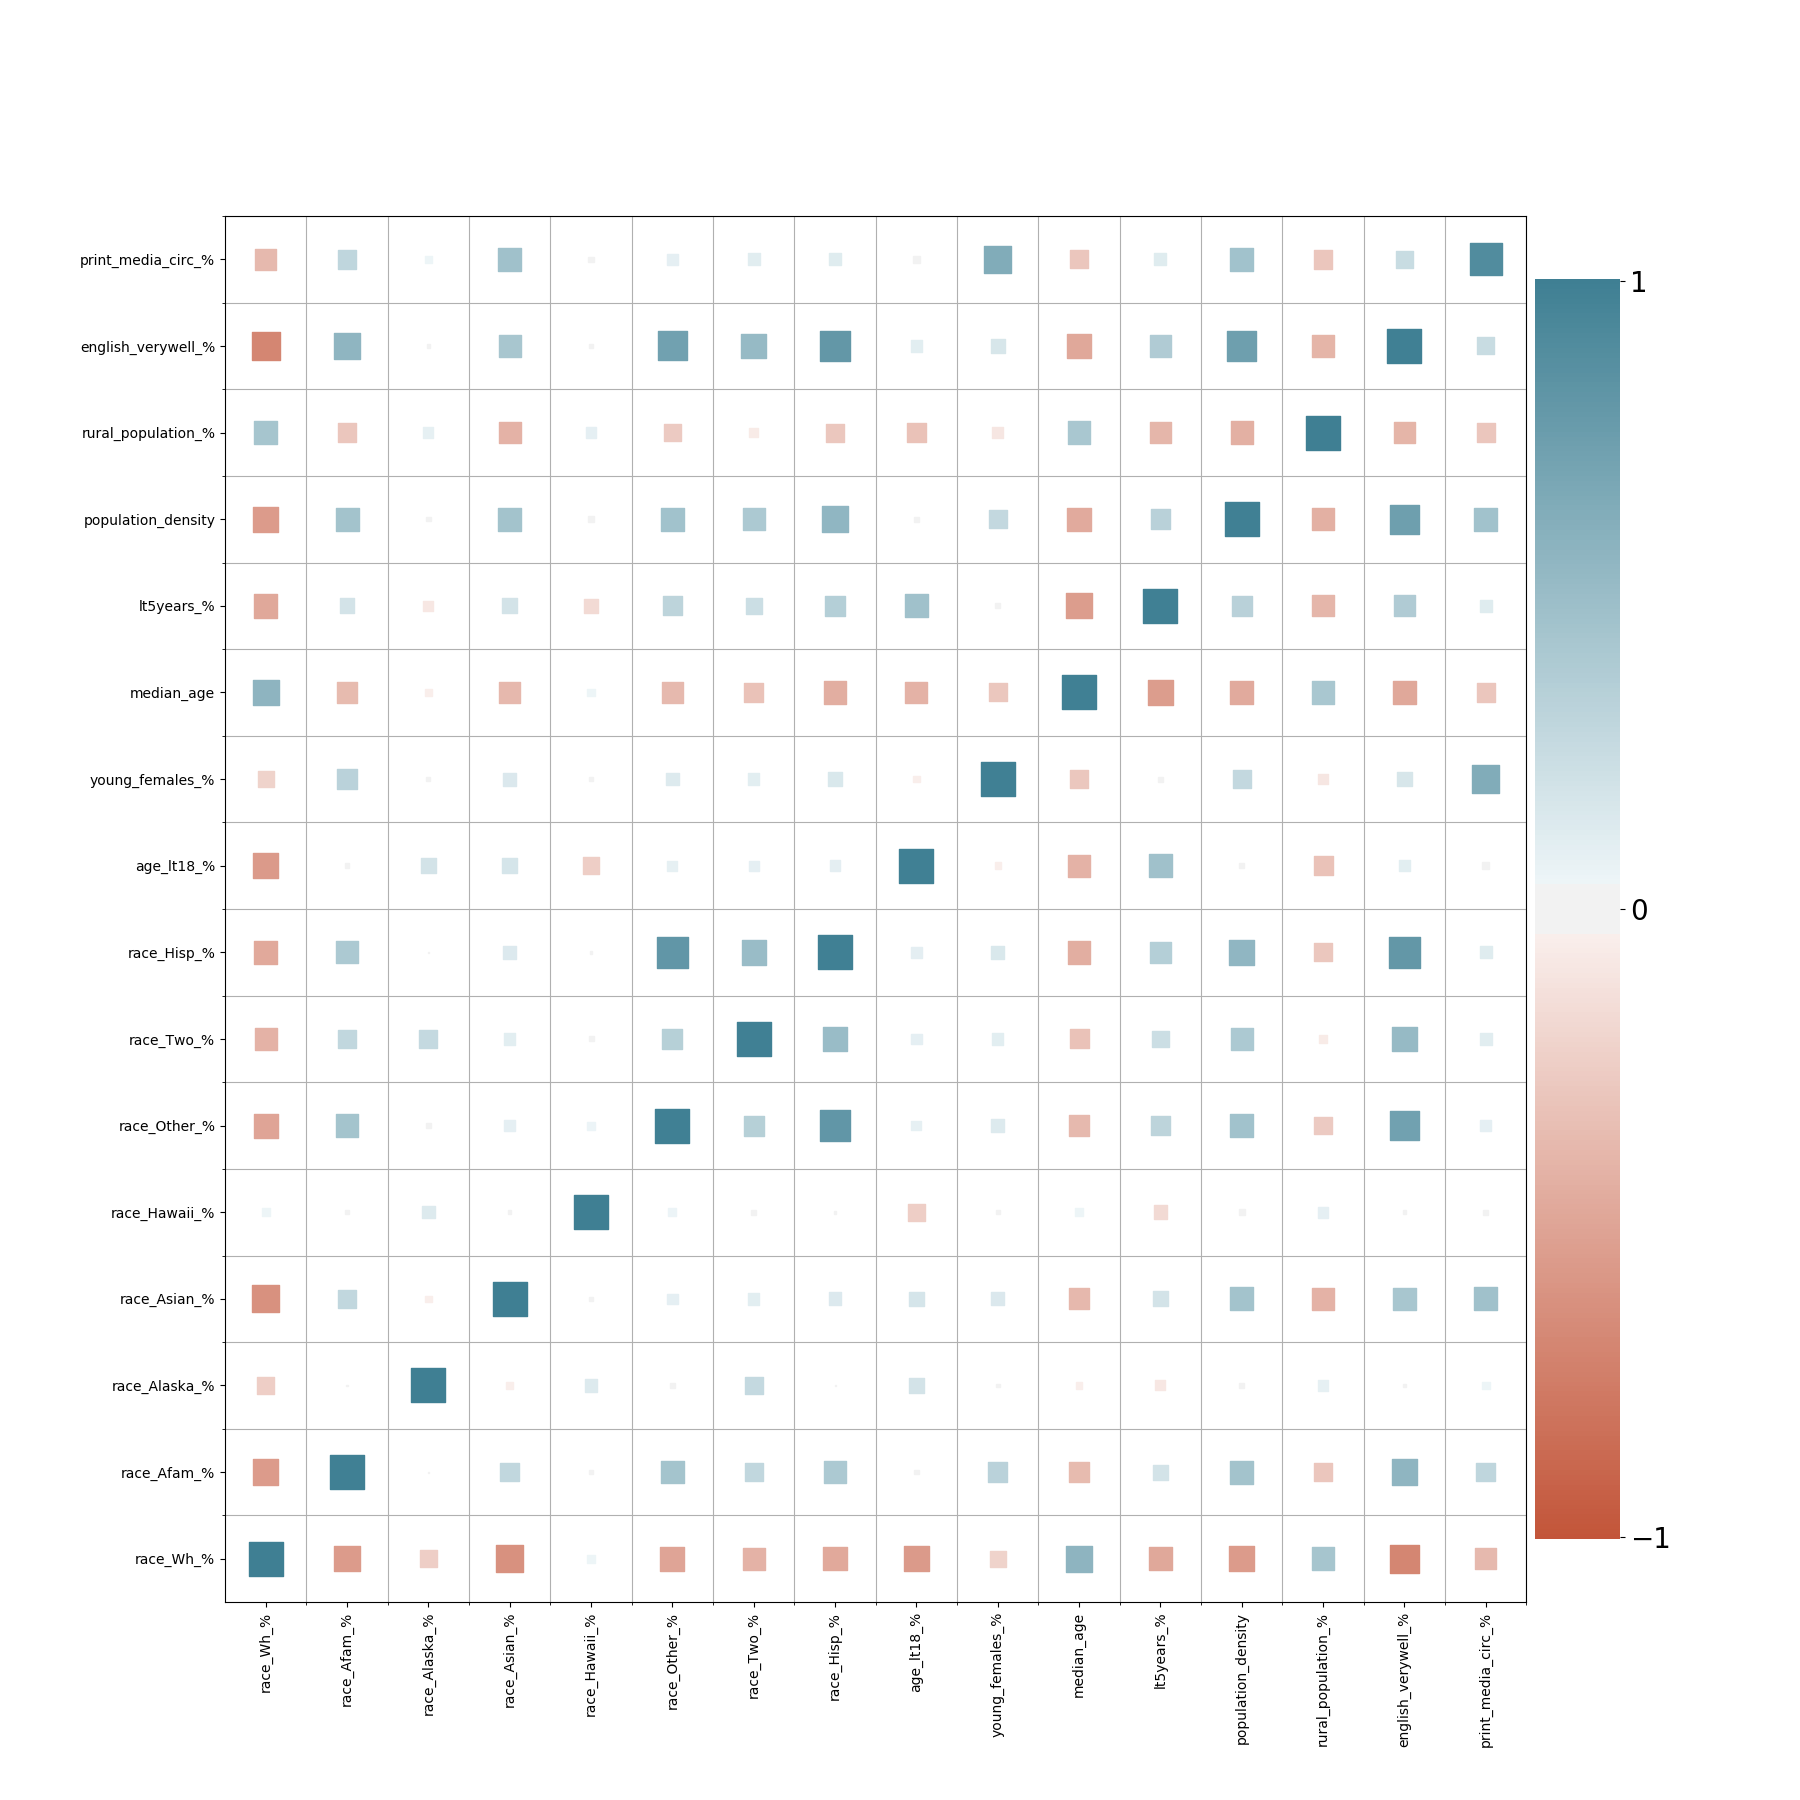 print_media_circ_%
english_verywell_%
rural_population_%
population_density
lt5years_%
median_age
young_females_%
age_lt18_%
race_Hisp_%
race_Two_%
race_Other_%
race_Hawaii_%
race_Asian_%
race_Alaska_%
race_Afam_%
race_Wh_%
race_Wh_%
race_Afam_%
race_Alaska_%
race_Asian_%
race_Hawaii_%
race_Other_%
race_Two_%
race_Hisp_%
age_lt18_%
young_females_%
median_age
lt5years_%
population_density
rural_population_%
english_verywell_%
print_media_circ_%
1
0
−1